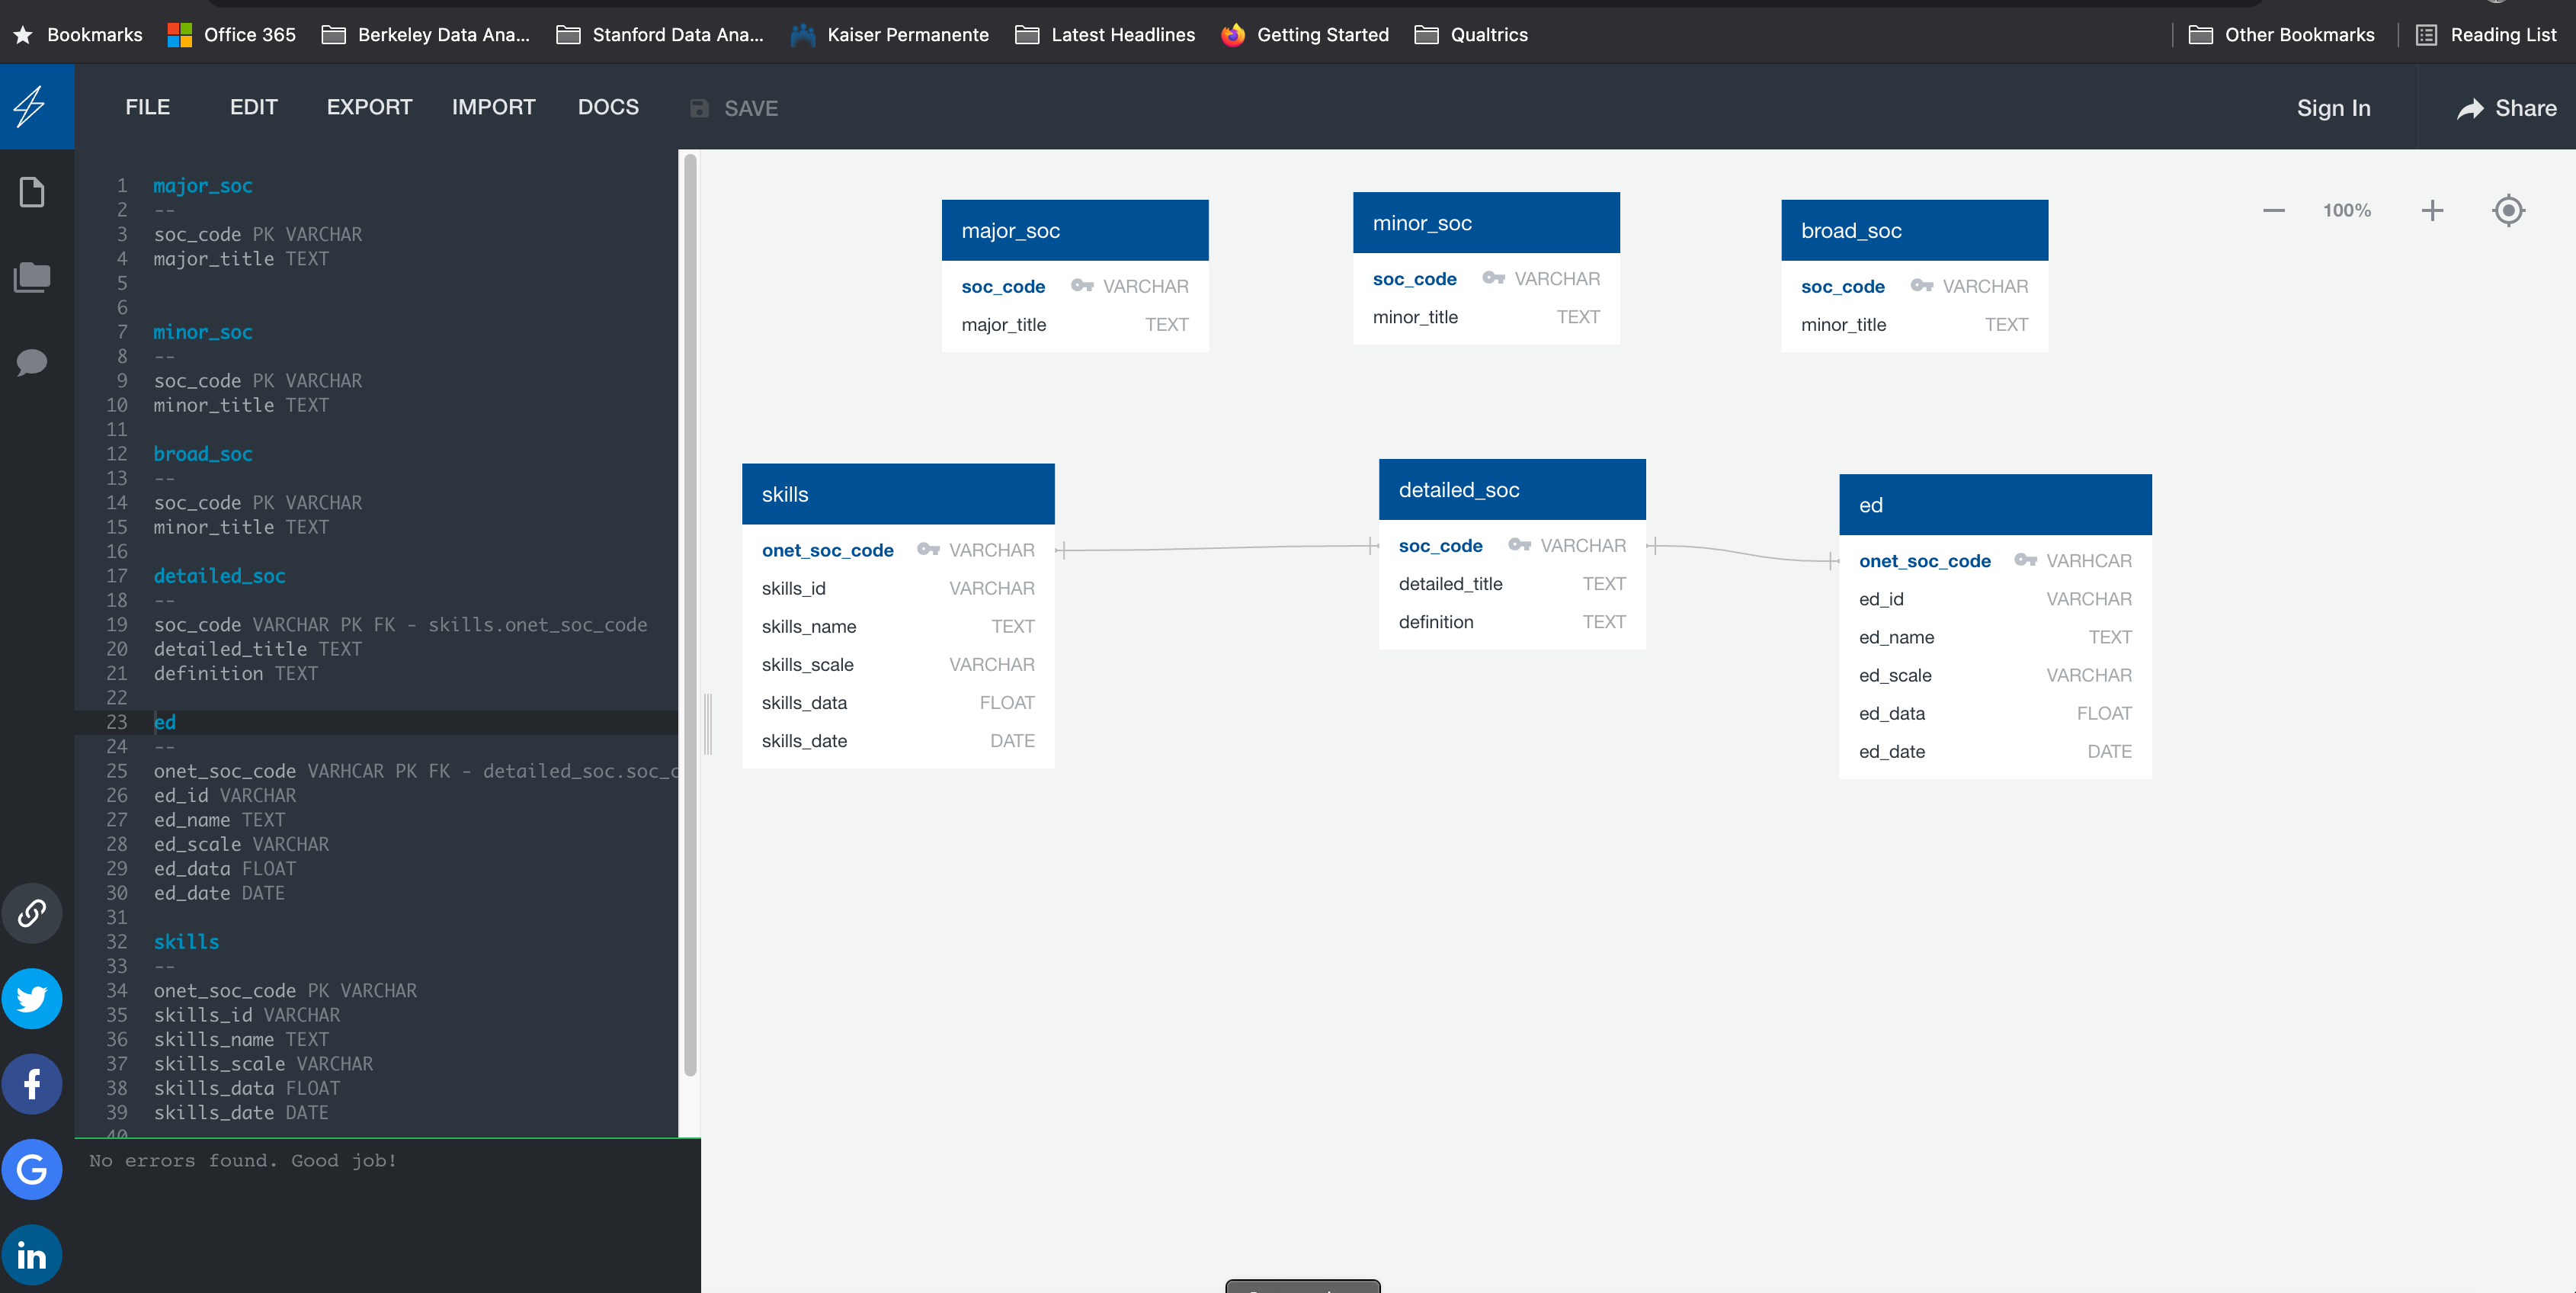 Bookmarks Office 365 Berkeley Data Ana... Stanford Data Ana... Kaiser Permanente Latest Headlines Getting Started Qualtrics Other Bookmarks Reading List
FILE EDIT EXPORT IMPORT DOCS SAVE Sign In Share
1 major_soc
2 --
3 soc_code PK VARCHAR
4 major_title TEXT
5
6
7 minor_soc
8 --
9 soc_code PK VARCHAR
10 minor_title TEXT
11
12 broad_soc
13 --
14 soc_code PK VARCHAR
15 minor_title TEXT
16
17 detailed_soc
18 --
19 soc_code VARCHAR PK FK - skills.onet_soc_code
20 detailed_title TEXT
21 definition TEXT
22
23 ed
24 --
25 onet_soc_code VARHCAR PK FK - detailed_soc.soc_c
26 ed_id VARCHAR
27 ed_name TEXT
28 ed_scale VARCHAR
29 ed_data FLOAT
30 ed_date DATE
31
32 skills
33 --
34 onet_soc_code PK VARCHAR
35 skills_id VARCHAR
36 skills_name TEXT
37 skills_scale VARCHAR
38 skills_data FLOAT
39 skills_date DATE
40
No errors found. Good job!
100%
major_soc
soc_code VARCHAR
major_title TEXT
minor_soc
soc_code VARCHAR
minor_title TEXT
broad_soc
soc_code VARCHAR
minor_title TEXT
skills
onet_soc_code VARCHAR
skills_id VARCHAR
skills_name TEXT
skills_scale VARCHAR
skills_data FLOAT
skills_date DATE
detailed_soc
soc_code VARCHAR
detailed_title TEXT
definition TEXT
ed
onet_soc_code VARHCAR
ed_id VARCHAR
ed_name TEXT
ed_scale VARCHAR
ed_data FLOAT
ed_date DATE